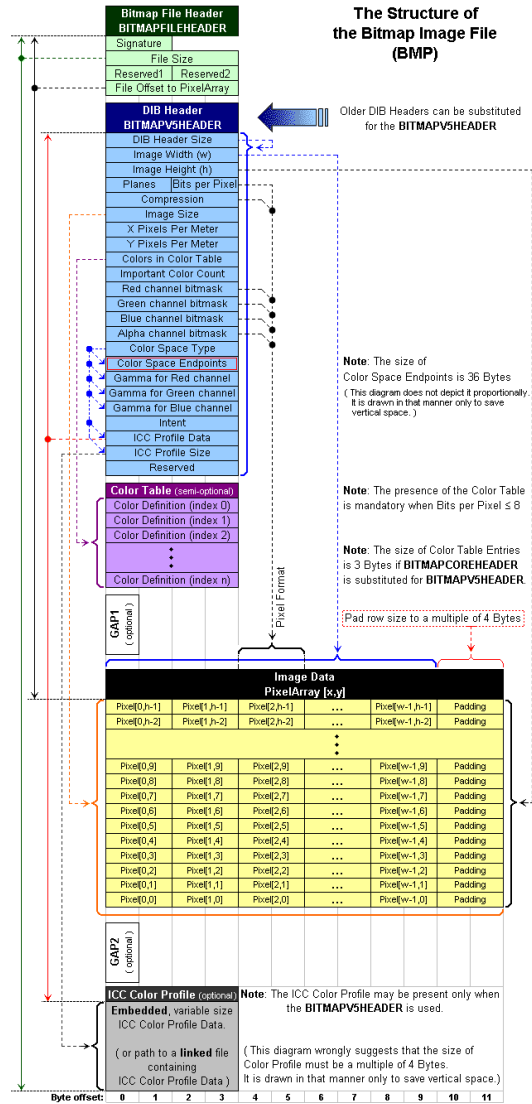 The Structure of
the Bitmap Image File
(BMP)
Bitmap File Header
BITMAPFILEHEADER
Signature
File Size
Reserved1 Reserved2
File Offset to PixelArray
DIB Header
BITMAPV5HEADER
Older DIB Headers can be substituted
for the BITMAPV5HEADER
DIB Header Size
Image Width (w)
Image Height (h)
Planes Bits per Pixel
Compression
Image Size
X Pixels Per Meter
Y Pixels Per Meter
Colors in Color Table
Important Color Count
Red channel bitmask
Green channel bitmask
Blue channel bitmask
Alpha channel bitmask
Color Space Type
Color Space Endpoints
Gamma for Red channel
Gamma for Green channel
Gamma for Blue channel
Intent
ICC Profile Data
ICC Profile Size
Reserved
Note: The size of
Color Space Endpoints is 36 Bytes
( This diagram does not depict it proportionally.
It is drawn in that manner only to save
vertical space. )
Color Table (semi-optional)
Color Definition (index 0)
Color Definition (index 1)
Color Definition (index 2)
Color Definition (index n)
Note: The presence of the Color Table
is mandatory when Bits per Pixel ≤ 8
Note: The size of Color Table Entries
is 3 Bytes if BITMAPCOREHEADER
is substituted for BITMAPV5HEADER.
GAP1
( optional )
Pixel Format
Pad row size to a multiple of 4 Bytes
Image Data
PixelArray [x,y]
Pixel[0,h-1] Pixel[1,h-1] Pixel[2,h-1] ... Pixel[w-1,h-1] Padding
Pixel[0,h-2] Pixel[1,h-2] Pixel[2,h-2] ... Pixel[w-1,h-2] Padding
Pixel[0,9] Pixel[1,9] Pixel[2,9] ... Pixel[w-1,9] Padding
Pixel[0,8] Pixel[1,8] Pixel[2,8] ... Pixel[w-1,8] Padding
Pixel[0,7] Pixel[1,7] Pixel[2,7] ... Pixel[w-1,7] Padding
Pixel[0,6] Pixel[1,6] Pixel[2,6] ... Pixel[w-1,6] Padding
Pixel[0,5] Pixel[1,5] Pixel[2,5] ... Pixel[w-1,5] Padding
Pixel[0,4] Pixel[1,4] Pixel[2,4] ... Pixel[w-1,4] Padding
Pixel[0,3] Pixel[1,3] Pixel[2,3] ... Pixel[w-1,3] Padding
Pixel[0,2] Pixel[1,2] Pixel[2,2] ... Pixel[w-1,2] Padding
Pixel[0,1] Pixel[1,1] Pixel[2,1] ... Pixel[w-1,1] Padding
Pixel[0,0] Pixel[1,0] Pixel[2,0] ... Pixel[w-1,0] Padding
GAP2
( optional )
ICC Color Profile (optional)
Embedded, variable size
ICC Color Profile Data.
( or path to a linked file
containing
ICC Color Profile Data )
Note: The ICC Color Profile may be present only when
the BITMAPV5HEADER is used.
( This diagram wrongly suggests that the size of
Color Profile must be a multiple of 4 Bytes.
It is drawn in that manner only to save vertical space.)
Byte offset: 0 1 2 3 4 5 6 7 8 9 10 11